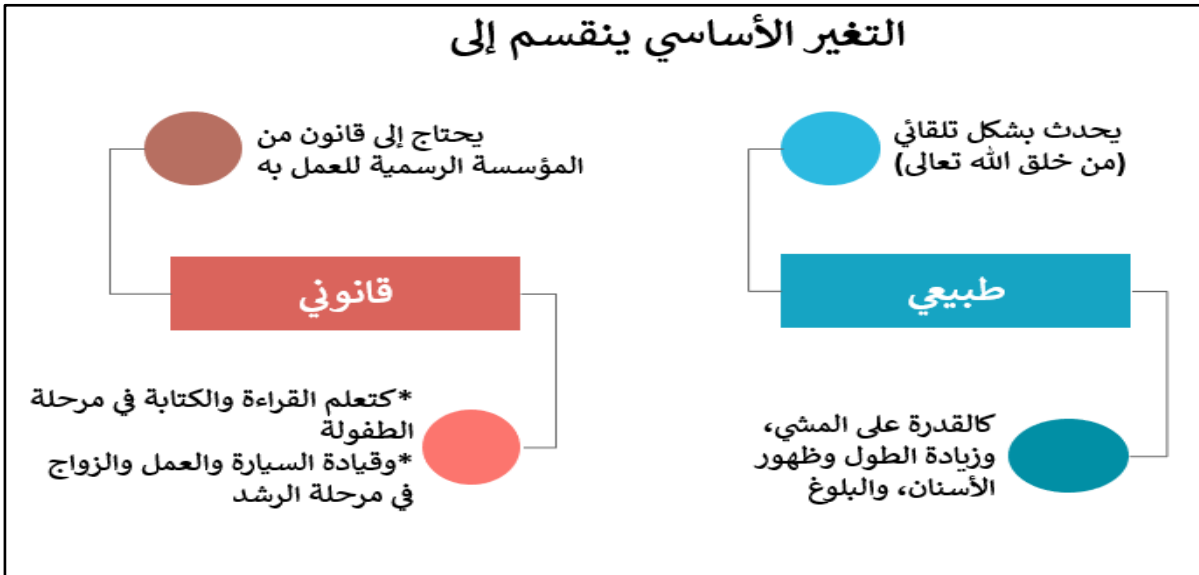 التغير الأساسي ينقسم إلى
يحدث بشكل تلقائي
(من خلق الله تعالى)
طبيعي
كالقدرة على المشي،
وزيادة الطول وظهور
الأسنان، والبلوغ
يحتاج إلى قانون من
المؤسسة الرسمية للعمل به
قانوني
*كتعلم القراءة والكتابة في مرحلة
الطفولة
*وقيادة السيارة والعمل والزواج
في مرحلة الرشد